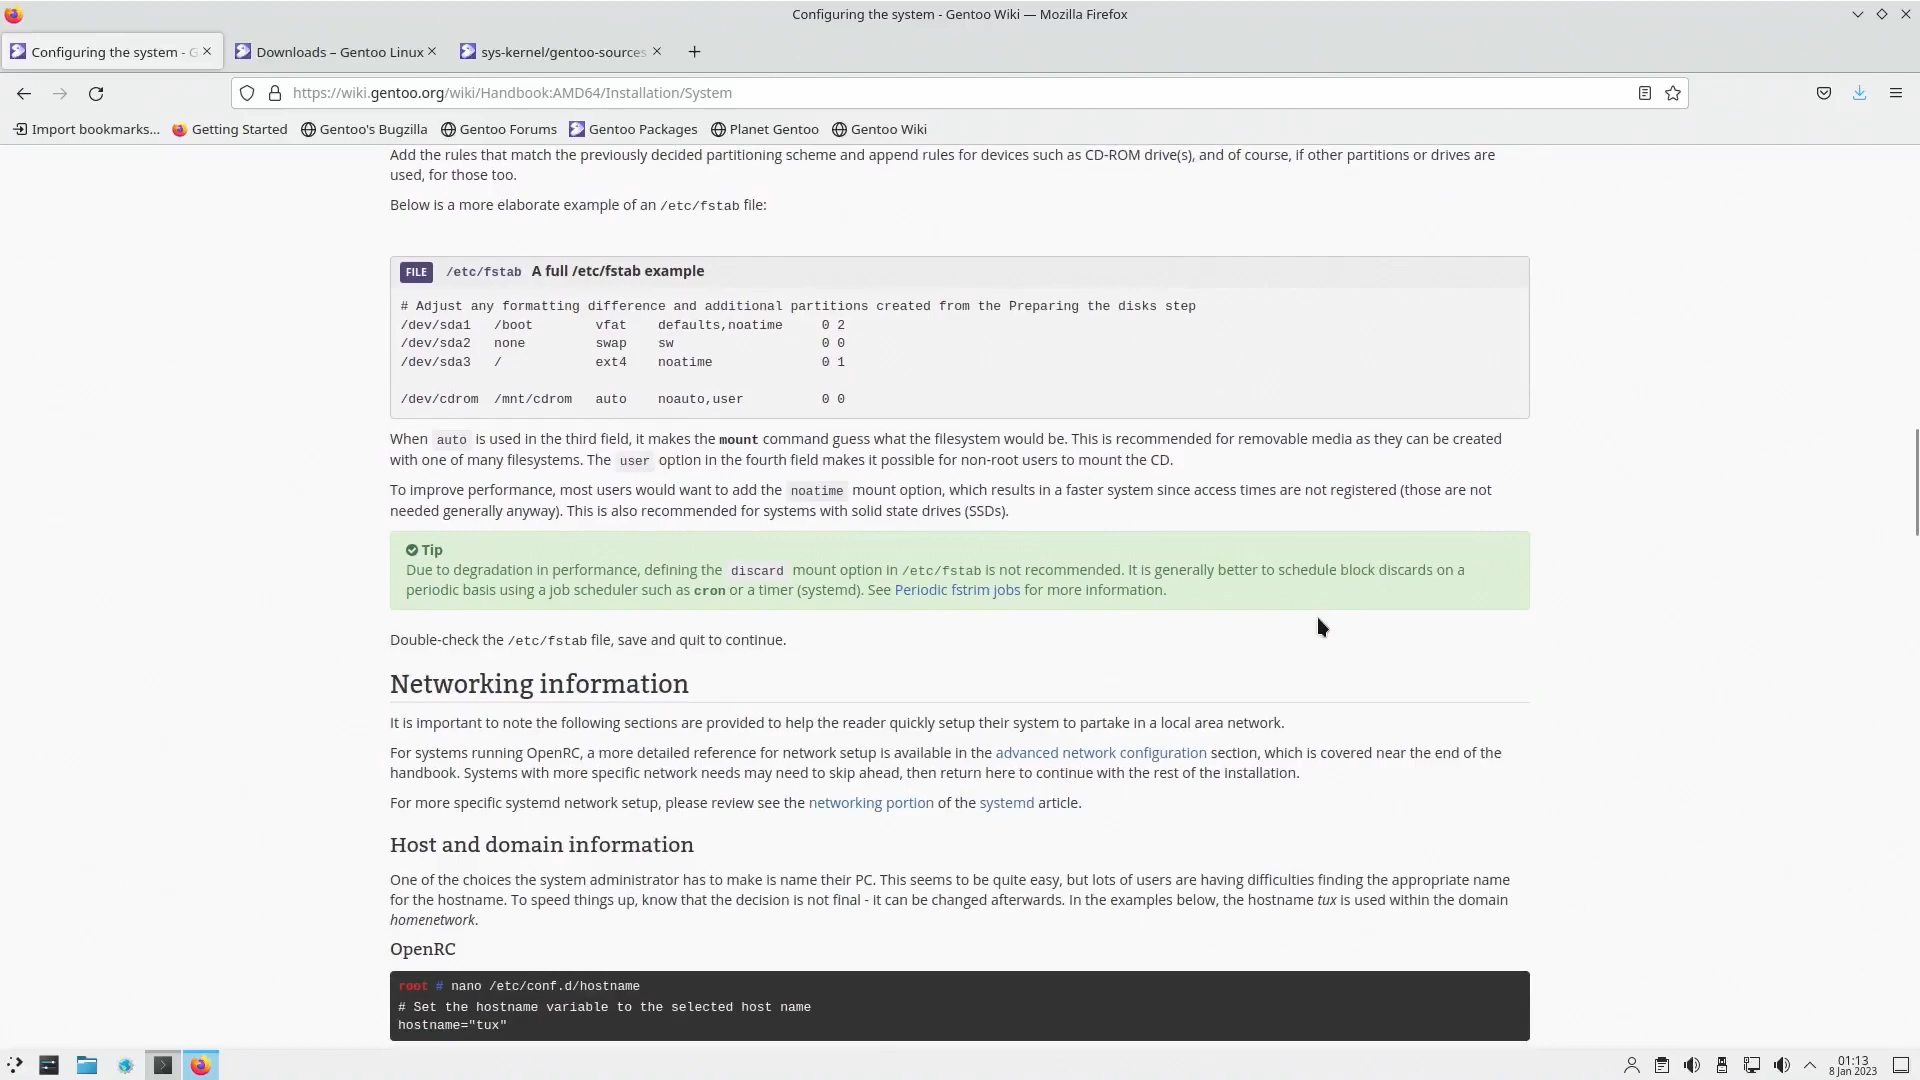 Configuring the system - Gentoo Wiki — Mozilla Firefox
Configuring the system - G
Downloads – Gentoo Linux
sys-kernel/gentoo-sources
https://wiki.gentoo.org/wiki/Handbook:AMD64/Installation/System
Import bookmarks... Getting Started Gentoo's Bugzilla Gentoo Forums Gentoo Packages Planet Gentoo Gentoo Wiki
Add the rules that match the previously decided partitioning scheme and append rules for devices such as CD-ROM drive(s), and of course, if other partitions or drives are
used, for those too.
Below is a more elaborate example of an /etc/fstab file:
FILE /etc/fstab A full /etc/fstab example
# Adjust any formatting difference and additional partitions created from the Preparing the disks step
/dev/sda1 /boot vfat defaults,noatime 0 2
/dev/sda2 none swap sw 0 0
/dev/sda3 / ext4 noatime 0 1
/dev/cdrom /mnt/cdrom auto noauto,user 0 0
When auto is used in the third field, it makes the mount command guess what the filesystem would be. This is recommended for removable media as they can be created
with one of many filesystems. The user option in the fourth field makes it possible for non-root users to mount the CD.
To improve performance, most users would want to add the noatime mount option, which results in a faster system since access times are not registered (those are not
needed generally anyway). This is also recommended for systems with solid state drives (SSDs).
Tip
Due to degradation in performance, defining the discard mount option in /etc/fstab is not recommended. It is generally better to schedule block discards on a
periodic basis using a job scheduler such as cron or a timer (systemd). See Periodic fstrim jobs for more information.
Double-check the /etc/fstab file, save and quit to continue.
Networking information
It is important to note the following sections are provided to help the reader quickly setup their system to partake in a local area network.
For systems running OpenRC, a more detailed reference for network setup is available in the advanced network configuration section, which is covered near the end of the
handbook. Systems with more specific network needs may need to skip ahead, then return here to continue with the rest of the installation.
For more specific systemd network setup, please review see the networking portion of the systemd article.
Host and domain information
One of the choices the system administrator has to make is name their PC. This seems to be quite easy, but lots of users are having difficulties finding the appropriate name
for the hostname. To speed things up, know that the decision is not final - it can be changed afterwards. In the examples below, the hostname tux is used within the domain
homenetwork.
OpenRC
root # nano /etc/conf.d/hostname
# Set the hostname variable to the selected host name
hostname="tux"
01:13
8 Jan 2023